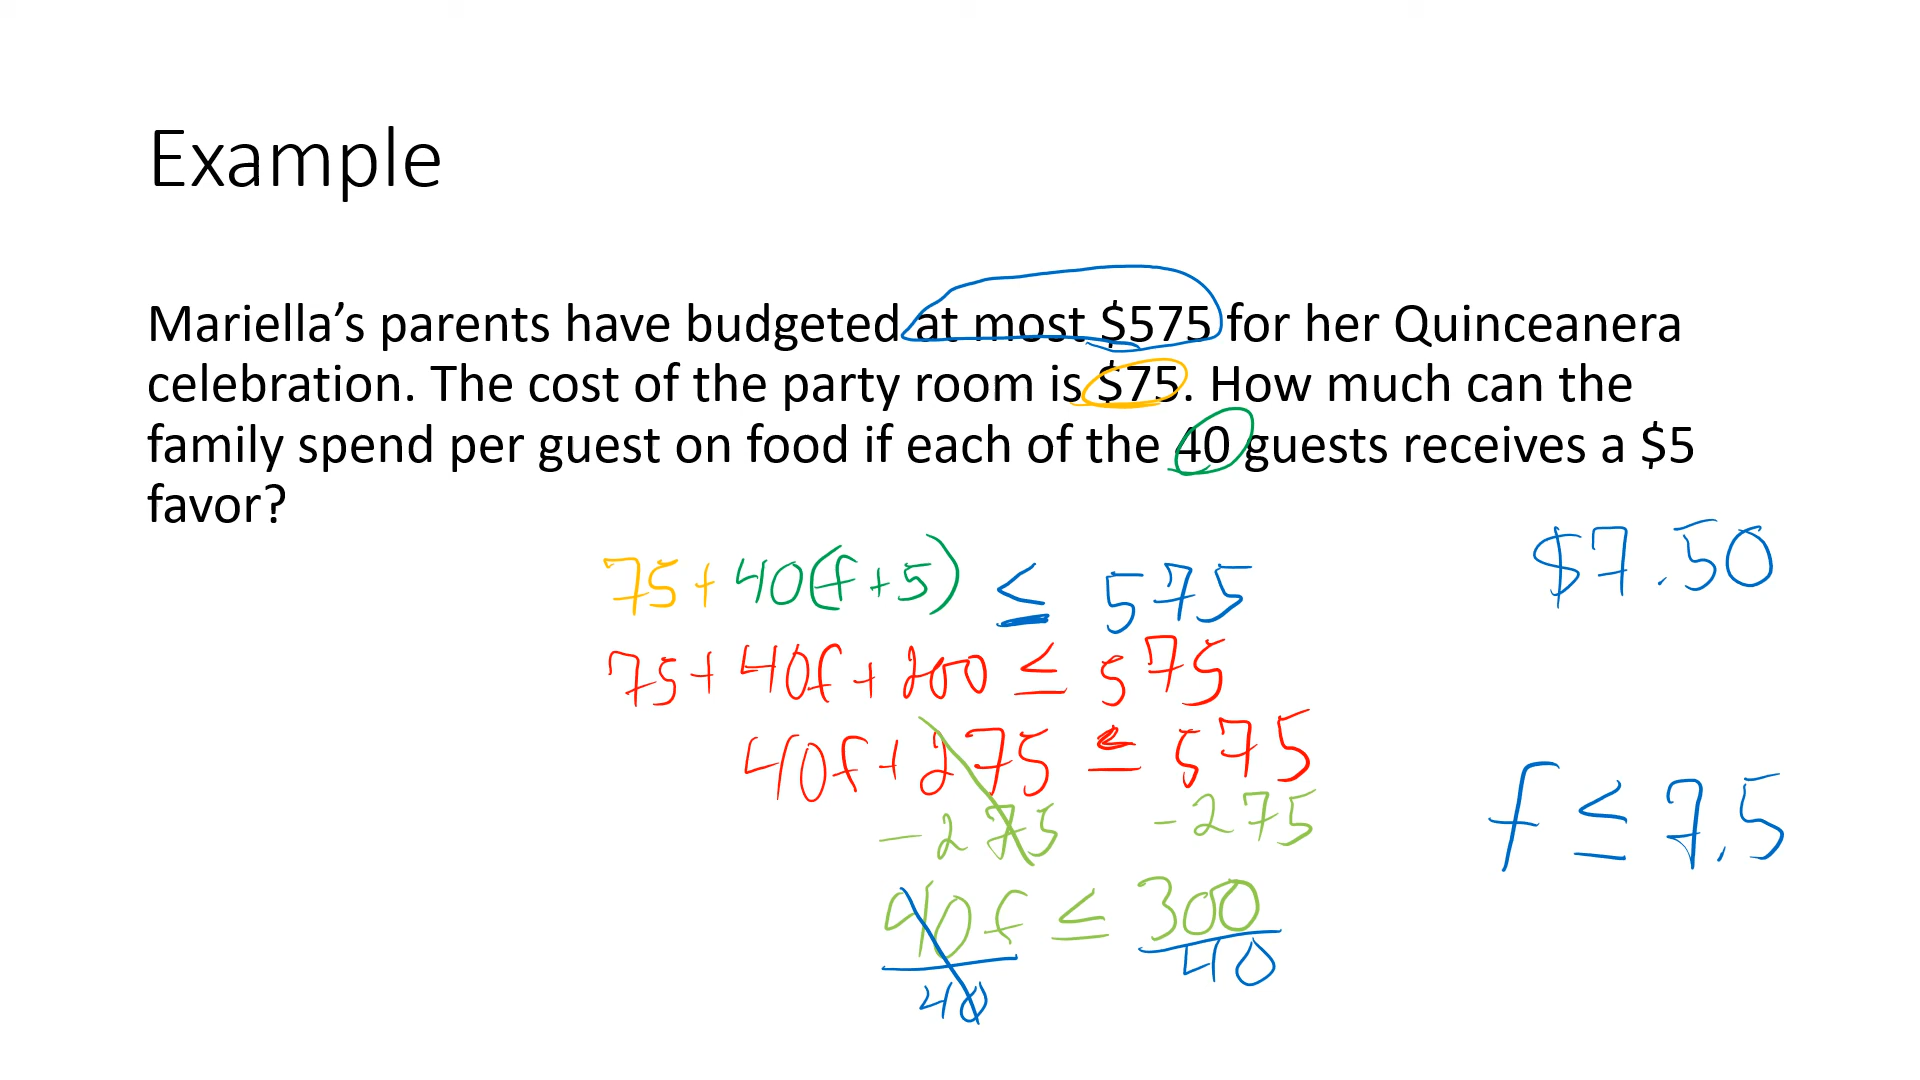 Example
Mariella’s parents have budgeted at most $575 for her Quinceanera
celebration. The cost of the party room is $75. How much can the
family spend per guest on food if each of the 40 guests receives a $5
favor?
$7.50
75 + 40(f + 5) ≤ 575
75 + 40f + 200 ≤ 575
40f + 275 ≤ 575
- 275 - 275
f ≤ 7.5
40f ≤ 300
40 40